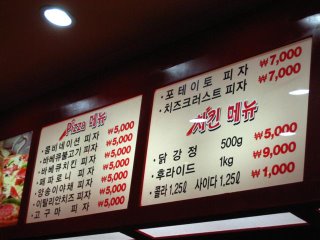 Pizza 메뉴
·콤비네이션 피자 ₩5,000
·바베큐불고기 피자 ₩5,000
·바베큐치킨 피자 ₩5,000
·페파로니 피자 ₩5,000
·양송이야채 피자 ₩5,000
·이탈리안치즈 피자 ₩5,000
·고구마 피자 ₩5,000
·포테이토 피자 ₩7,000
·치즈크러스트 피자 ₩7,000
치킨 메뉴
·닭강정 500g ₩5,000
·후라이드 1kg ₩9,000
·콜라 1,25ℓ 사이다 1,25ℓ ₩1,000